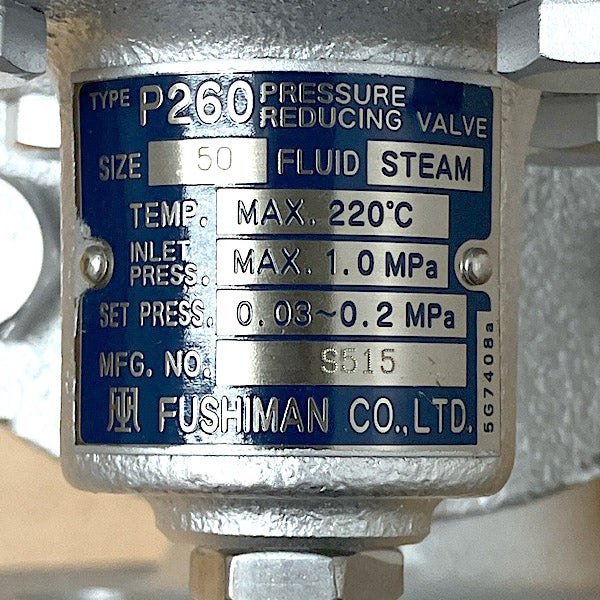 TYPE P260 PRESSURE REDUCING VALVE
SIZE 50 FLUID STEAM
TEMP. MAX. 220°C
INLET PRESS. MAX. 1.0 MPa
SET PRESS. 0.03~0.2 MPa
MFG. NO. S515
FUSHIMAN CO.,LTD.
5G7408a